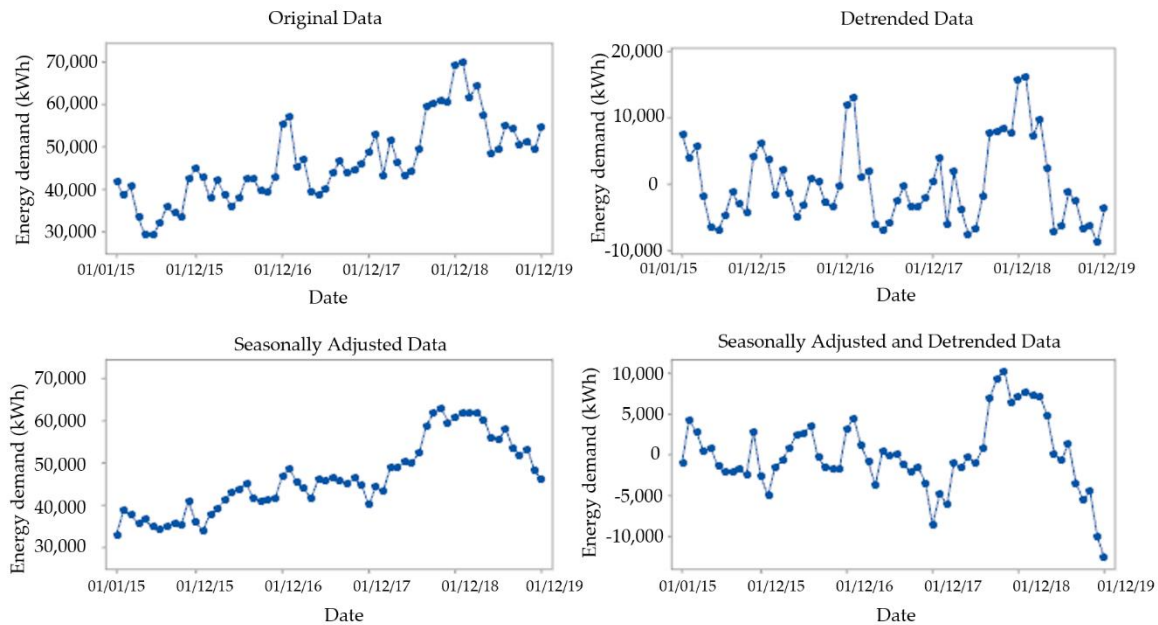 Original Data
Energy demand (kWh)
70,000
60,000
50,000
40,000
30,000
01/01/15 01/12/15 01/12/16 01/12/17 01/12/18 01/12/19
Date
Detrended Data
Energy demand (kWh)
20,000
10,000
0
-10,000
01/01/15 01/12/15 01/12/16 01/12/17 01/12/18 01/12/19
Date
Seasonally Adjusted Data
Energy demand (kWh)
70,000
60,000
50,000
40,000
30,000
01/01/15 01/12/15 01/12/16 01/12/17 01/12/18 01/12/19
Date
Seasonally Adjusted and Detrended Data
Energy demand (kWh)
10,000
5,000
0
-5,000
-10,000
01/01/15 01/12/15 01/12/16 01/12/17 01/12/18 01/12/19
Date